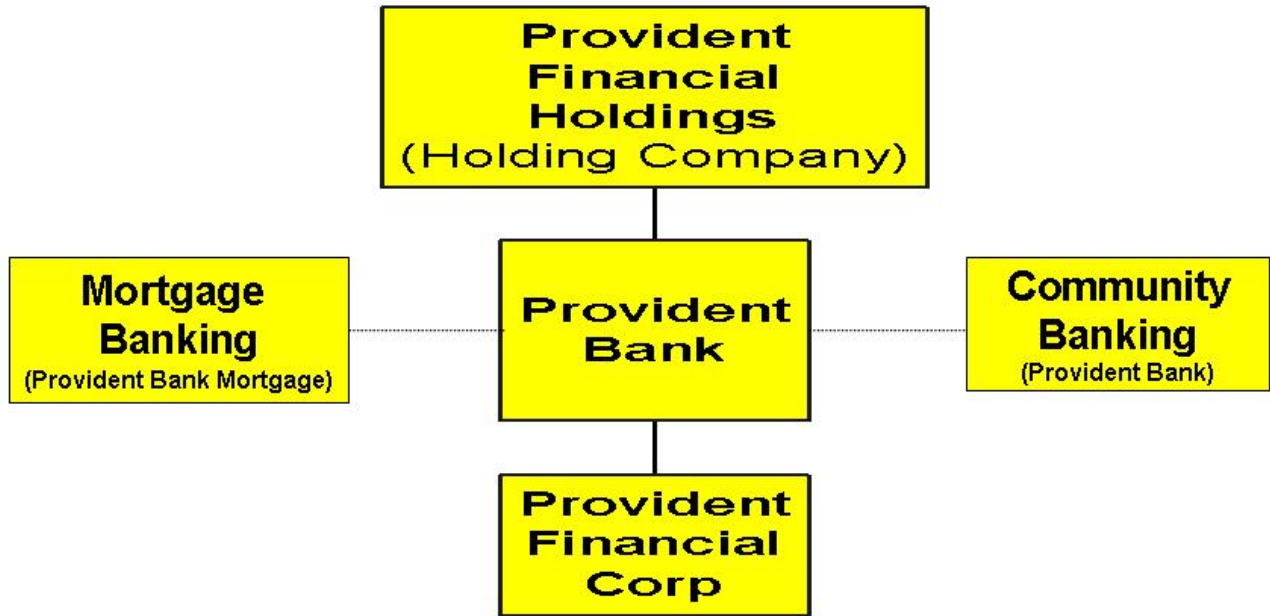 Provident
Financial
Holdings
(Holding Company)
Mortgage
Banking
(Provident Bank Mortgage)
Provident
Bank
Community
Banking
(Provident Bank)
Provident
Financial
Corp